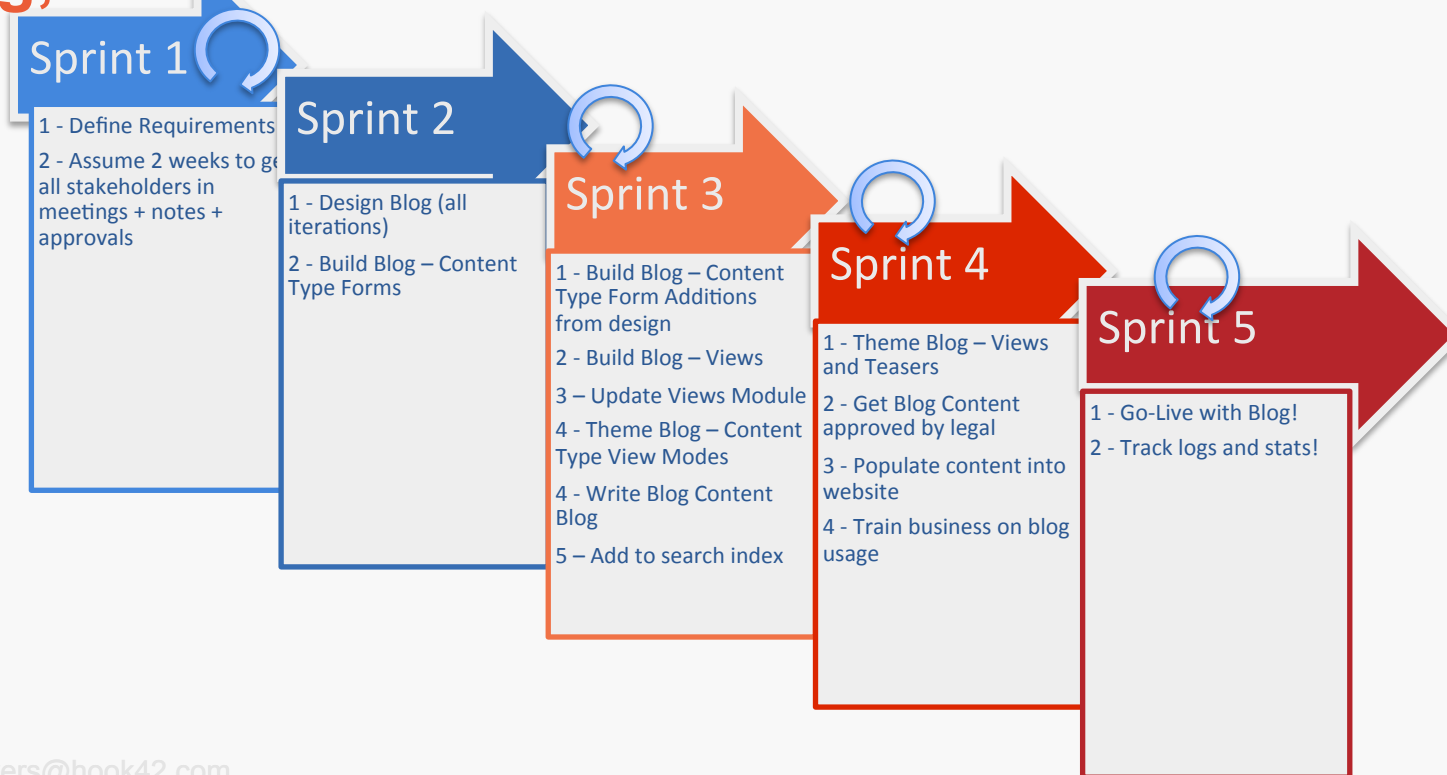 g,
Sprint 1
1 - Define Requirements
2 - Assume 2 weeks to ge
all stakeholders in
meetings + notes +
approvals
Sprint 2
1 - Design Blog (all
iterations)
2 - Build Blog – Content
Type Forms
Sprint 3
1 - Build Blog – Content
Type Form Additions
from design
2 - Build Blog – Views
3 – Update Views Module
4 - Theme Blog – Content
Type View Modes
4 - Write Blog Content
Blog
5 – Add to search index
Sprint 4
1 - Theme Blog – Views
and Teasers
2 - Get Blog Content
approved by legal
3 - Populate content into
website
4 - Train business on blog
usage
Sprint 5
1 - Go-Live with Blog!
2 - Track logs and stats!
ers@hook42.com